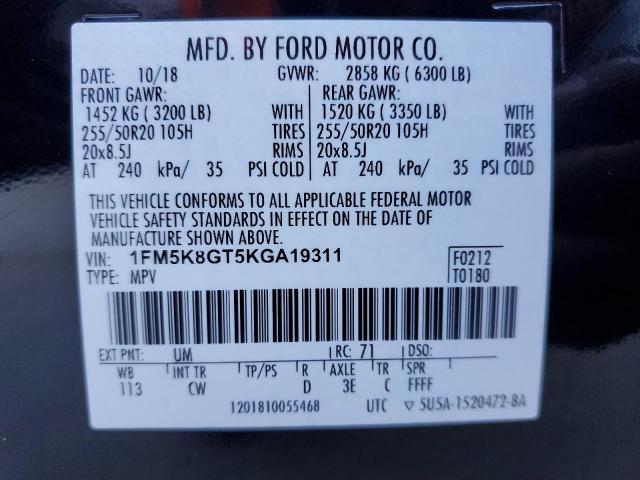 MFD. BY FORD MOTOR CO.
DATE: 10/18 GVWR: 2858 KG ( 6300 LB)
FRONT GAWR: REAR GAWR:
1452 KG ( 3200 LB) WITH 1520 KG ( 3350 LB) WITH
255/50R20 105H TIRES 255/50R20 105H TIRES
20x8.5J RIMS 20x8.5J RIMS
AT 240 kPa/ 35 PSI COLD AT 240 kPa/ 35 PSI COLD
THIS VEHICLE CONFORMS TO ALL APPLICABLE FEDERAL MOTOR
VEHICLE SAFETY STANDARDS IN EFFECT ON THE DATE OF
MANUFACTURE SHOWN ABOVE.
VIN: 1FM5K8GT5KGA19311 F0212
TYPE: MPV T0180
EXT PNT: UM RC: 71 DSO:
WB INT TR TP/PS R AXLE TR SPR
113 CW D 3E C FFFF
1201810055468 UTC ▽ 5U5A-1520472-BA